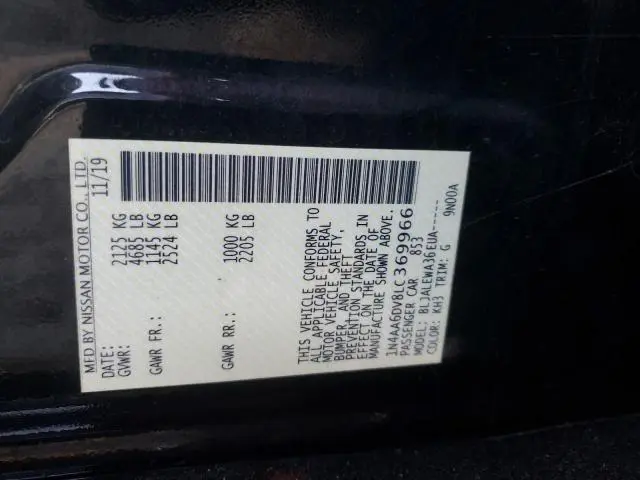 MFD BY NISSAN MOTOR CO., LTD.
DATE: 11/19
GVWR: 2125 KG
4685 LB
GAWR FR.: 1145 KG
2524 LB
GAWR RR.: 1000 KG
2205 LB
THIS VEHICLE CONFORMS TO
ALL APPLICABLE FEDERAL
MOTOR VEHICLE SAFETY,
BUMPER, AND THEFT
PREVENTION STANDARDS IN
EFFECT ON THE DATE OF
MANUFACTURE SHOWN ABOVE.
1N4AA6DV8LC369966
PASSENGER CAR 853
MODEL: BLJALEWA36EUA-----
COLOR: KH3 TRIM: G 9N00A